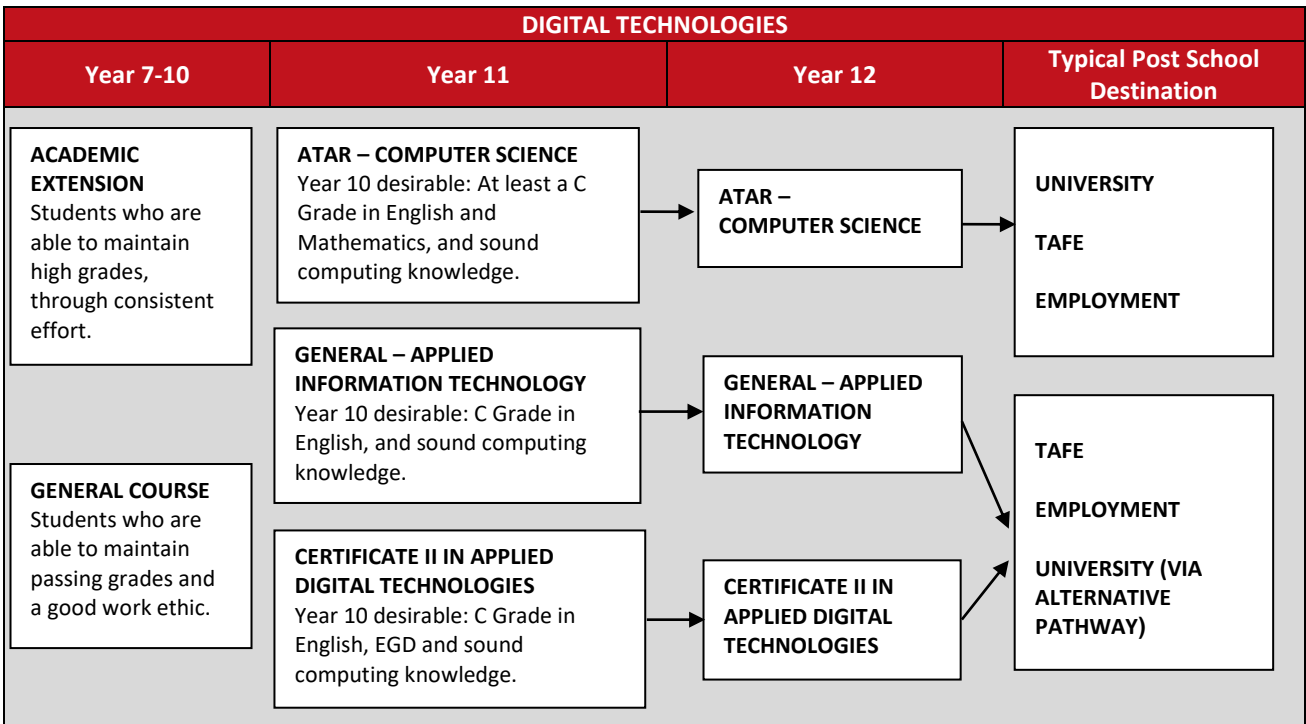 DIGITAL TECHNOLOGIES
Year 7-10
Year 11
Year 12
Typical Post School
Destination
ACADEMIC
EXTENSION
Students who are
able to maintain
high grades,
through consistent
effort.
GENERAL COURSE
Students who are
able to maintain
passing grades and
a good work ethic.
ATAR – COMPUTER SCIENCE
Year 10 desirable: At least a C
Grade in English and
Mathematics, and sound
computing knowledge.
GENERAL – APPLIED
INFORMATION TECHNOLOGY
Year 10 desirable: C Grade in
English, and sound computing
knowledge.
CERTIFICATE II IN APPLIED
DIGITAL TECHNOLOGIES
Year 10 desirable: C Grade in
English, EGD and sound
computing knowledge.
ATAR –
COMPUTER SCIENCE
GENERAL – APPLIED
INFORMATION
TECHNOLOGY
CERTIFICATE II IN
APPLIED DIGITAL
TECHNOLOGIES
UNIVERSITY
TAFE
EMPLOYMENT
TAFE
EMPLOYMENT
UNIVERSITY (VIA
ALTERNATIVE
PATHWAY)